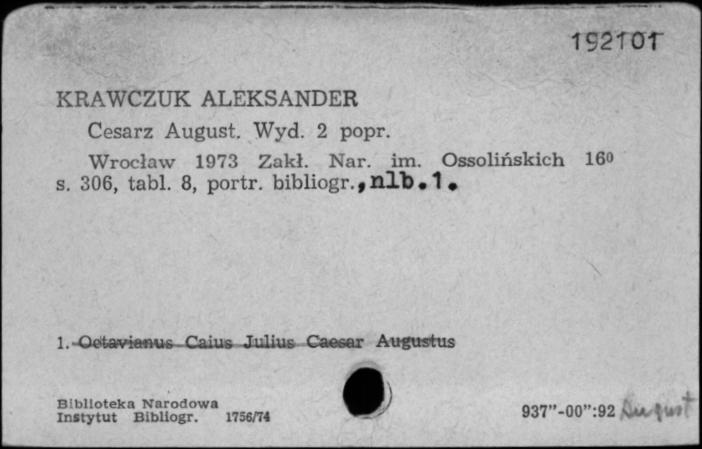 192101
KRAWCZUK ALEKSANDER
Cesarz August. Wyd. 2 popr.
Wrocław 1973 Zakł. Nar. im. Ossolińskich 16⁰
s. 306, tabl. 8, portr. bibliogr., nlb.1.
1. Octavianus Caius Julius Caesar Augustus
Biblioteka Narodowa
Instytut Bibliogr. 1756/74
937”-00”:92 August